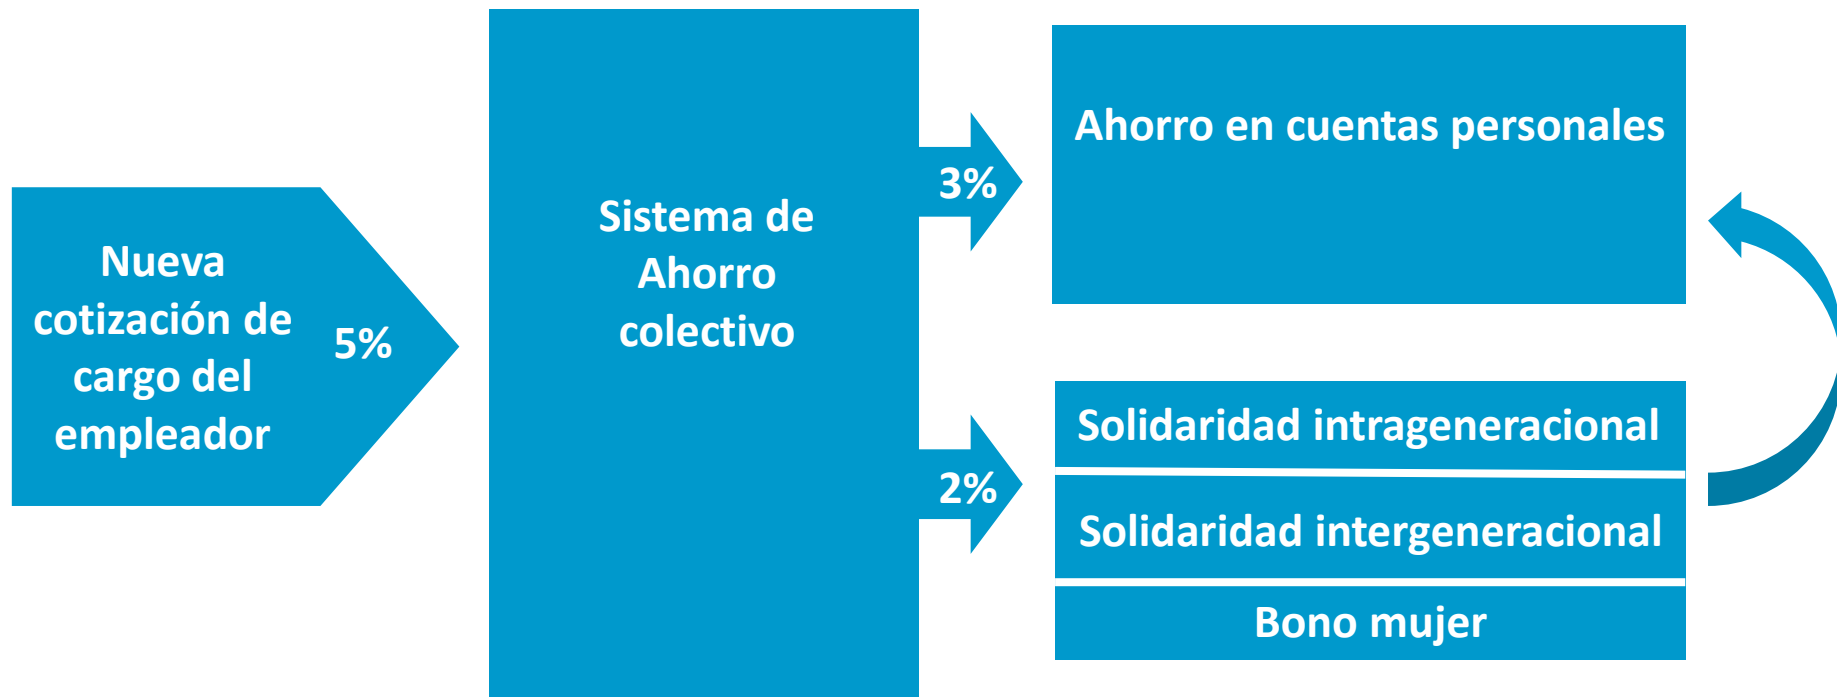 Nueva
cotización de
cargo del
empleador
5%
Sistema de
Ahorro
colectivo
3%
2%
Ahorro en cuentas personales
Solidaridad intrageneracional
Solidaridad intergeneracional
Bono mujer